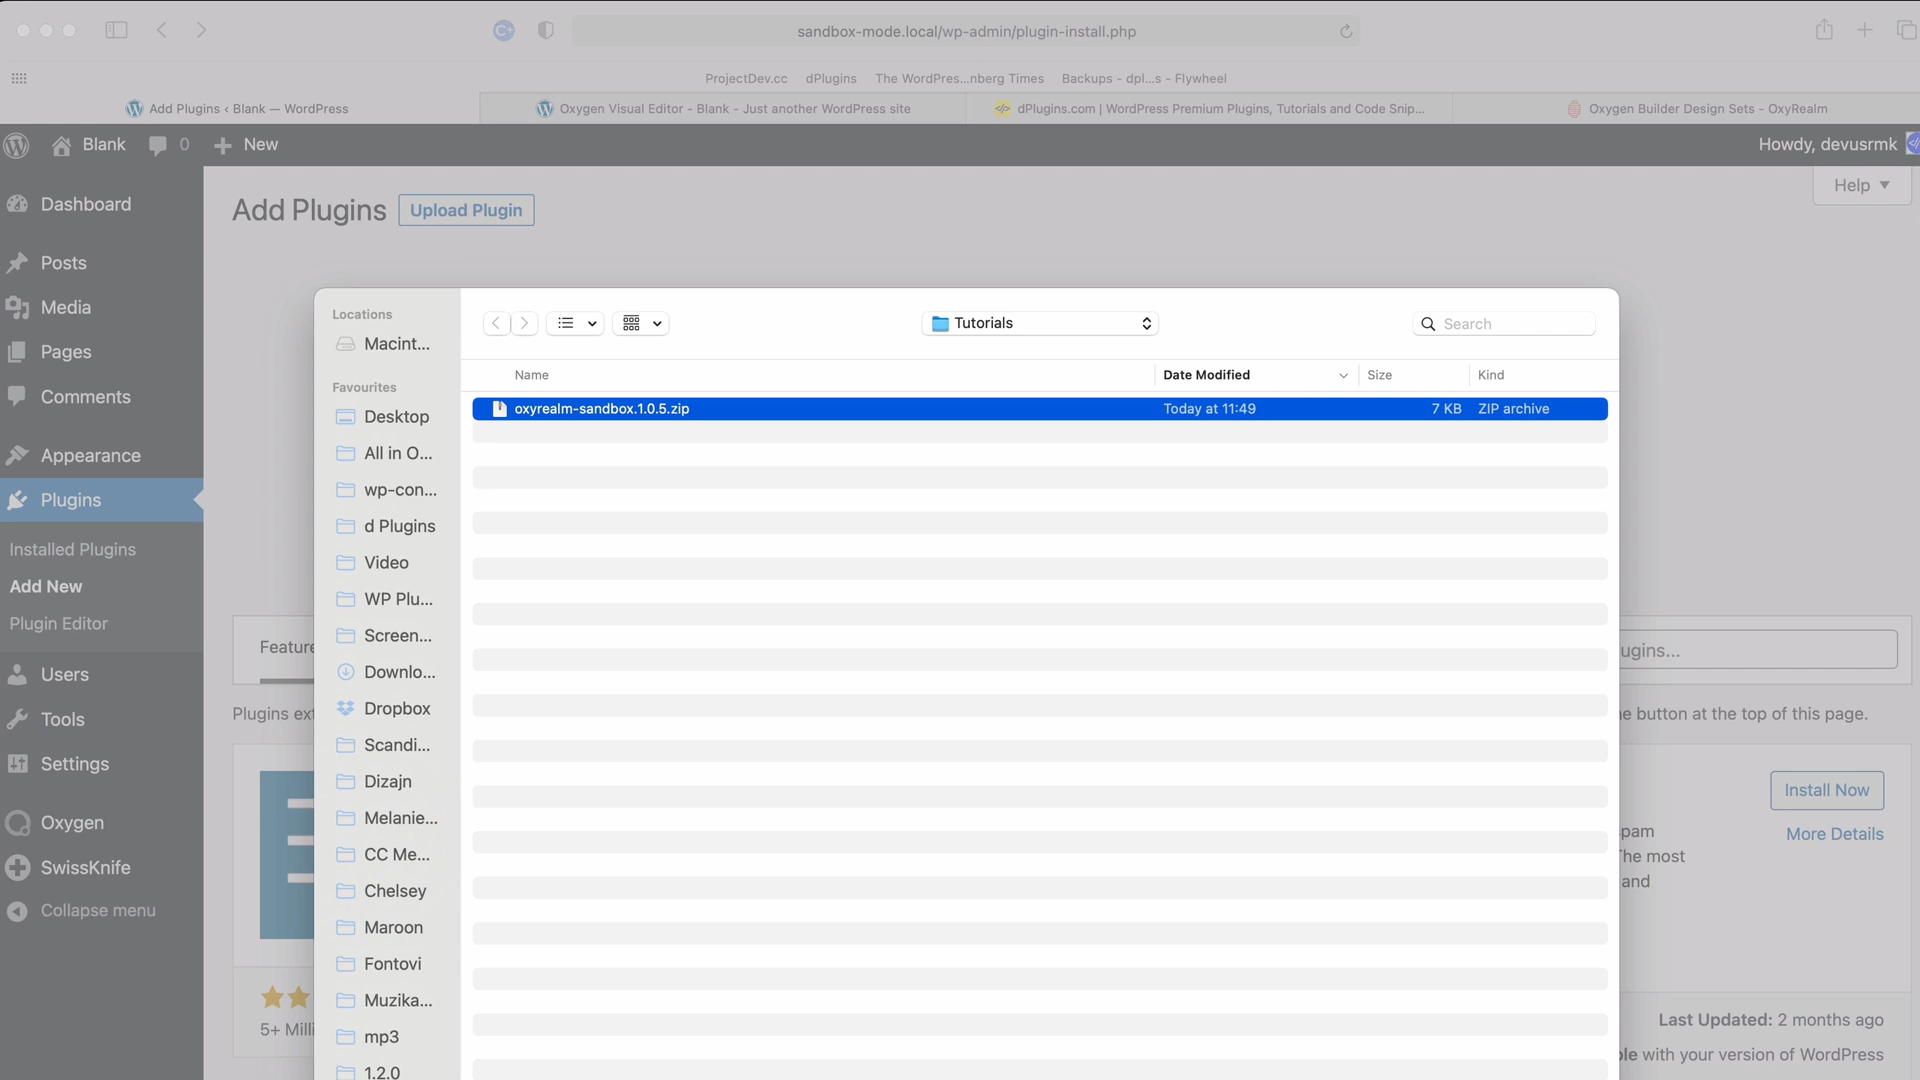 sandbox-mode.local/wp-admin/plugin-install.php
ProjectDev.cc
dPlugins
The WordPres...nberg Times
Backups - dpl...s - Flywheel
Add Plugins ‹ Blank — WordPress
Oxygen Visual Editor - Blank - Just another WordPress site
dPlugins.com | WordPress Premium Plugins, Tutorials and Code Snip...
Oxygen Builder Design Sets - OxyRealm
Blank
0
New
Howdy, devusrmk
Help
Dashboard
Posts
Media
Pages
Comments
Appearance
Plugins
Installed Plugins
Add New
Plugin Editor
Users
Tools
Settings
Oxygen
SwissKnife
Collapse menu
Add Plugins
Upload Plugin
Locations
Macint...
Favourites
Desktop
All in O...
wp-con...
d Plugins
Video
WP Plu...
Screen...
Downlo...
Dropbox
Scandi...
Dizajn
Melanie...
CC Me...
Chelsey
Maroon
Fontovi
Muzika...
mp3
1.2.0
Tutorials
Search
Name
Date Modified
Size
Kind
oxyrealm-sandbox.1.0.5.zip
Today at 11:49
7 KB
ZIP archive
Feature
ugins...
Plugins ext
e button at the top of this page.
Install Now
More Details
pam
The most
and
5+ Milli
Last Updated: 2 months ago
ble with your version of WordPress